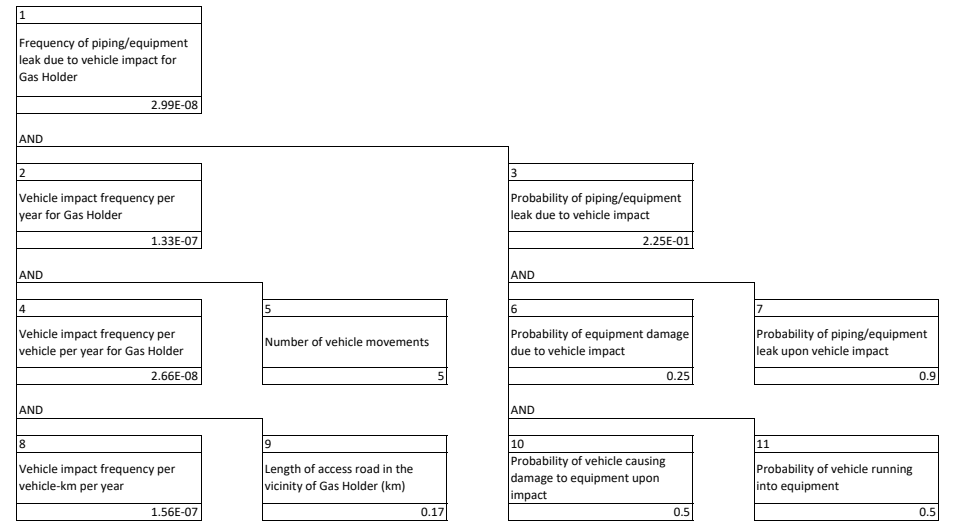 1
Frequency of piping/equipment
leak due to vehicle impact for
Gas Holder
2.99E-08
AND
2
Vehicle impact frequency per
year for Gas Holder
1.33E-07
3
Probability of piping/equipment
leak due to vehicle impact
2.25E-01
AND
AND
4
Vehicle impact frequency per
vehicle per year for Gas Holder
2.66E-08
5
Number of vehicle movements
5
6
Probability of equipment damage
due to vehicle impact
0.25
7
Probability of piping/equipment
leak upon vehicle impact
0.9
AND
AND
8
Vehicle impact frequency per
vehicle-km per year
1.56E-07
9
Length of access road in the
vicinity of Gas Holder (km)
0.17
10
Probability of vehicle causing
damage to equipment upon
impact
0.5
11
Probability of vehicle running
into equipment
0.5